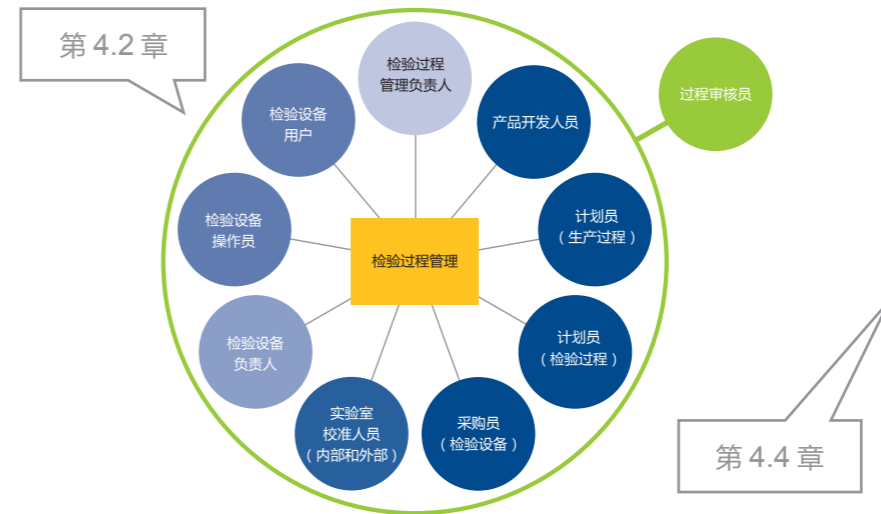 第 4.2 章
检验过程
管理负责人
过程审核员
检验设备
用户
产品开发人员
检验设备
操作员
计划员
（生产过程）
检验过程管理
检验设备
负责人
计划员
（检验过程）
实验室
校准人员
（内部和外部）
采购员
（检验设备）
第 4.4 章